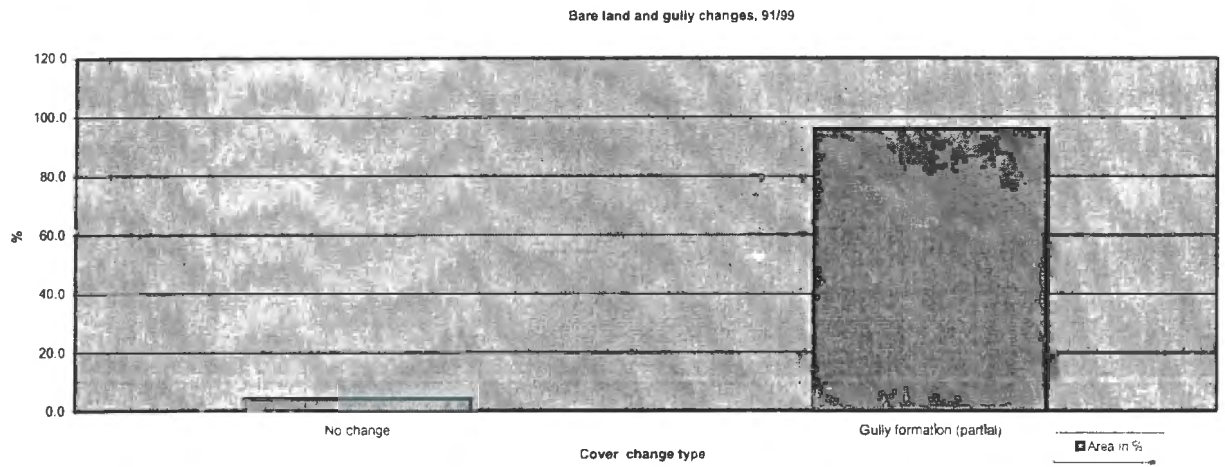 Bare land and gully changes, 91/99
120 0
100.0
80.0
60.0
%
40.0
20.0
0.0
No change
Gully formation (partial)
Cover change type
Area in %